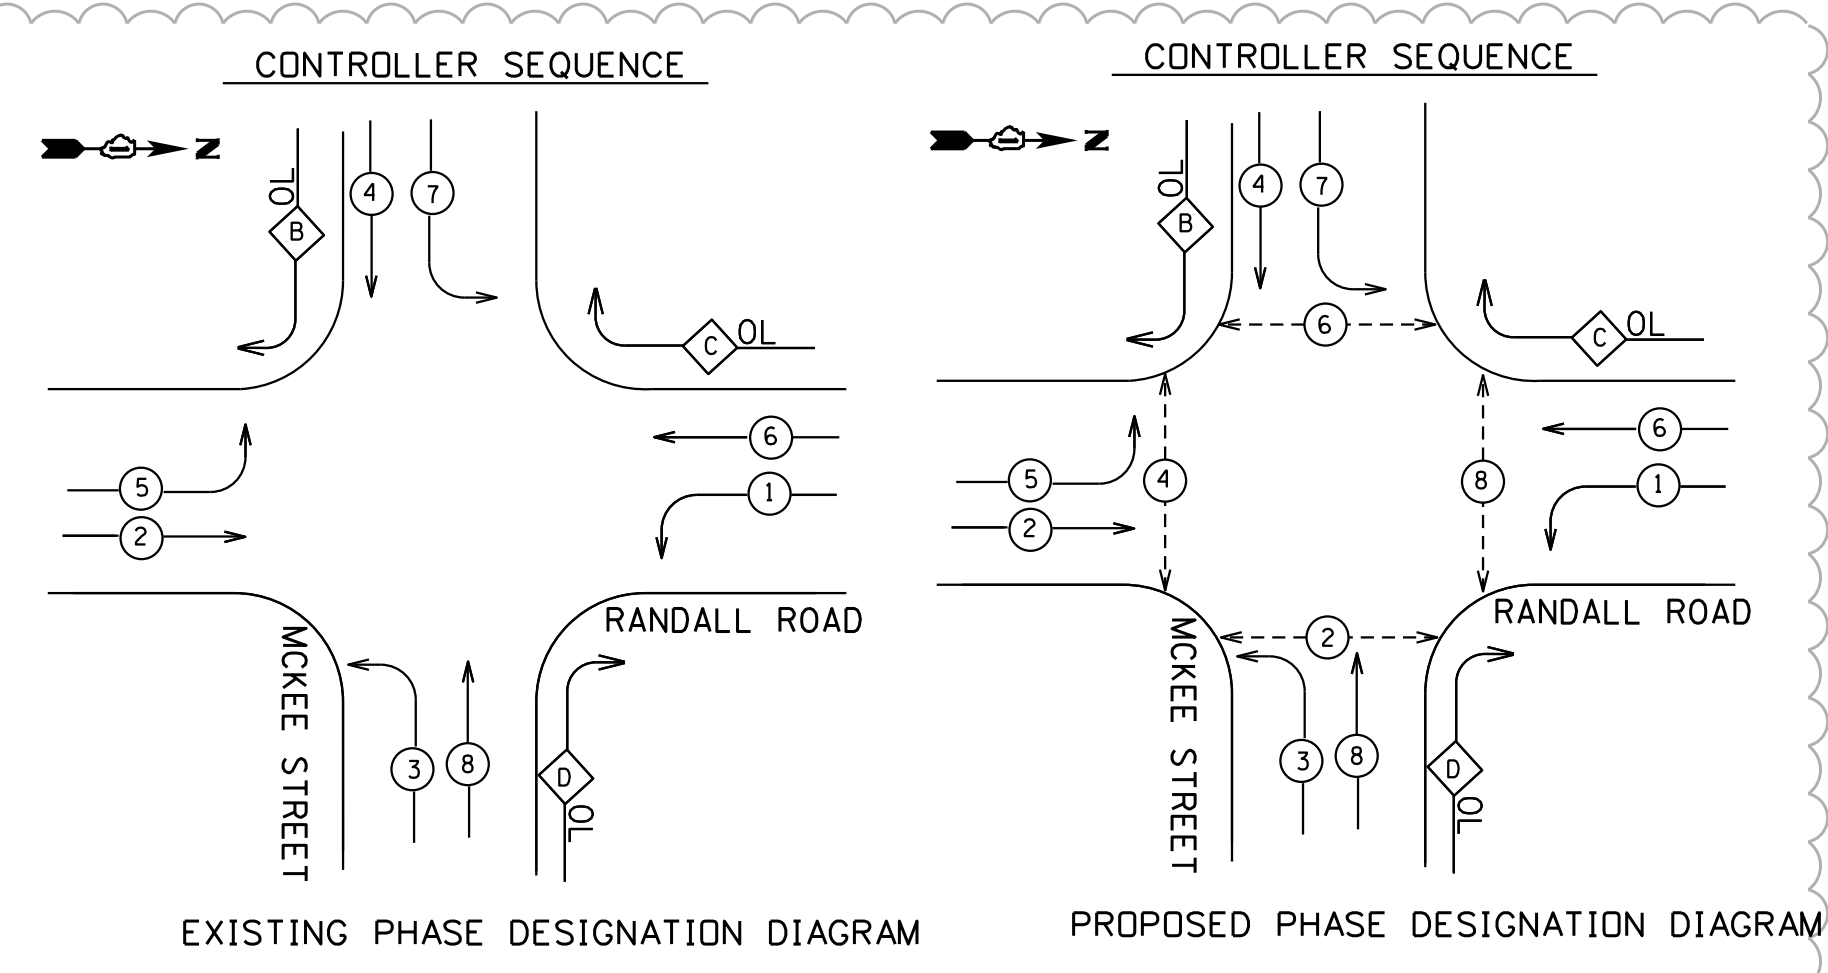 CONTROLLER SEQUENCE
N
OL
B
4
7
C
OL
6
5
1
2
RANDALL ROAD
MCKEE STREET
3
8
D
OL
EXISTING PHASE DESIGNATION DIAGRAM
CONTROLLER SEQUENCE
N
OL
B
4
7
6
C
OL
6
5
4
8
1
2
RANDALL ROAD
MCKEE STREET
2
3
8
D
OL
PROPOSED PHASE DESIGNATION DIAGRAM